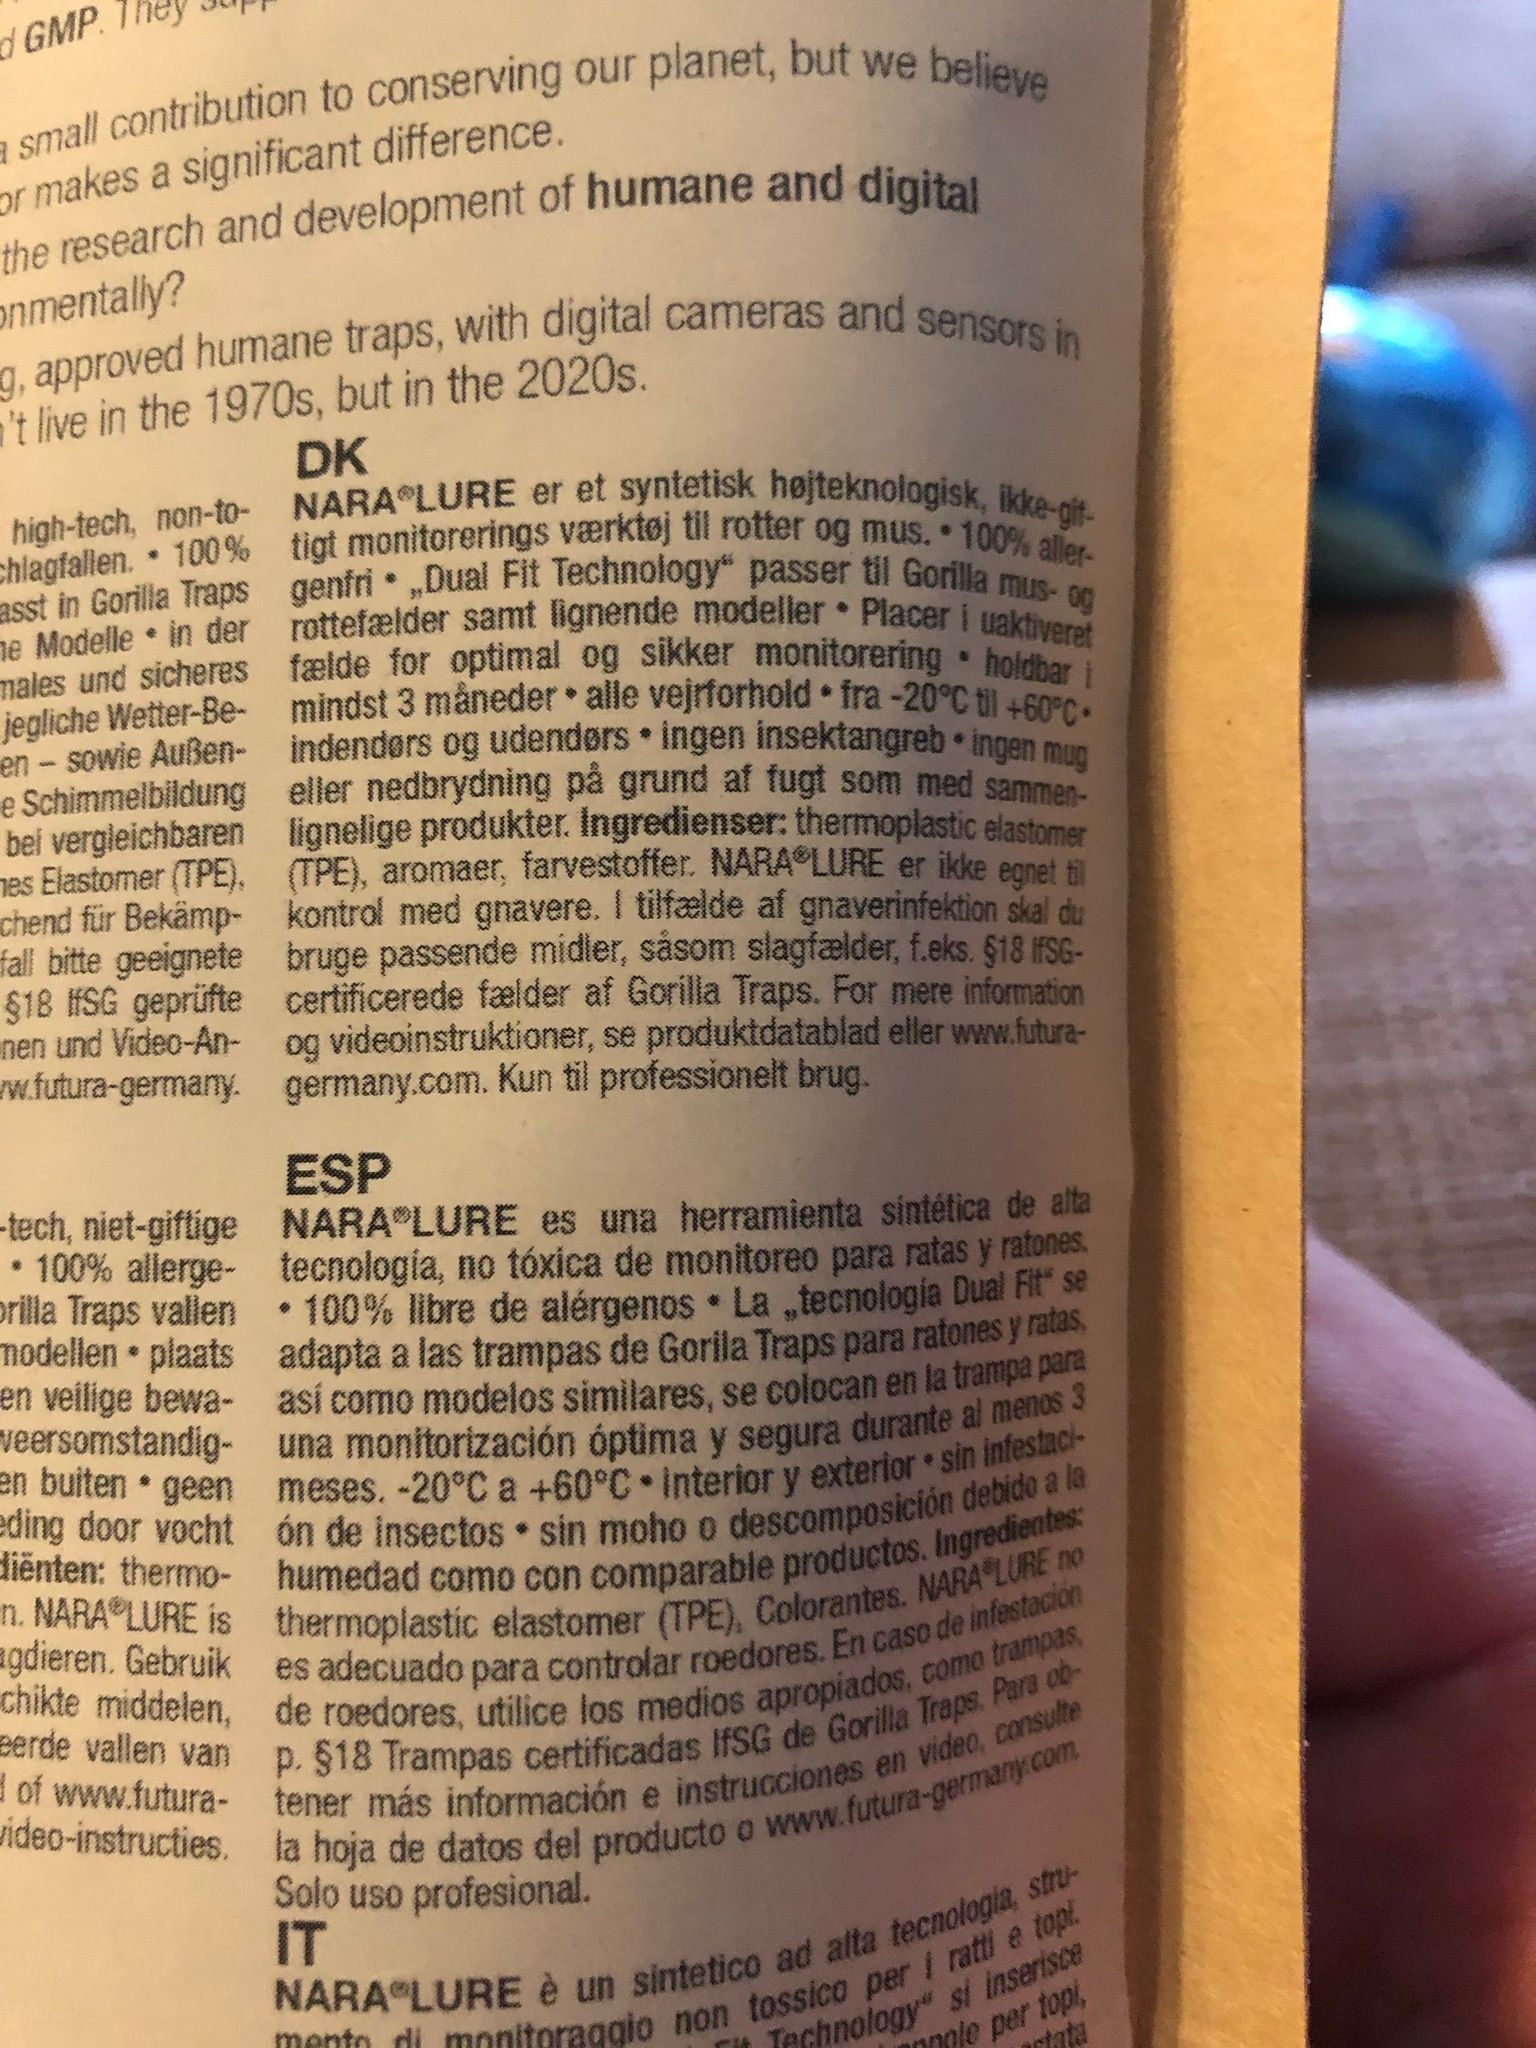 d GMP. They supp
a small contribution to conserving our planet, but we believe
or makes a significant difference.
the research and development of humane and digital
onmentally?
g, approved humane traps, with digital cameras and sensors in
n't live in the 1970s, but in the 2020s.
high-tech, non-to-
chlagfallen. • 100%
asst in Gorilla Traps
he Modelle • in der
males und sicheres
jegliche Wetter-Be-
en – sowie Außen-
e Schimmelbildung
bei vergleichbaren
hes Elastomer (TPE),
chend für Bekämp-
fall bitte geeignete
§18 IfSG geprüfte
nen und Video-An-
ww.futura-germany.
-tech, niet-giftige
• 100% allerge-
orilla Traps vallen
modellen • plaats
en veilige bewa-
weersomstandig-
en buiten • geen
eding door vocht
diënten: thermo-
n. NARA®LURE is
agdieren. Gebruik
chikte middelen,
eerde vallen van
d of www.futura-
video-instructies.
DK
NARA®LURE er et syntetisk højteknologisk, ikke-gif-
tigt monitorerings værktøj til rotter og mus. • 100% aller-
genfri • „Dual Fit Technology“ passer til Gorilla mus- og
rottefælder samt lignende modeller • Placer i uaktiveret
fælde for optimal og sikker monitorering • holdbar i
mindst 3 måneder • alle vejrforhold • fra -20°C til +60°C •
indendørs og udendørs • ingen insektangreb • ingen mug
eller nedbrydning på grund af fugt som med sammen-
lignelige produkter. Ingredienser: thermoplastic elastomer
(TPE), aromaer, farvestoffer. NARA®LURE er ikke egnet til
kontrol med gnavere. I tilfælde af gnaverinfektion skal du
bruge passende midler, såsom slagfælder, f.eks. §18 IfSG-
certificerede fælder af Gorilla Traps. For mere information
og videoinstruktioner, se produktdatablad eller www.futura-
germany.com. Kun til professionelt brug.
ESP
NARA®LURE es una herramienta sintética de alta
tecnología, no tóxica de monitoreo para ratas y ratones.
• 100% libre de alérgenos • La „tecnología Dual Fit“ se
adapta a las trampas de Gorilla Traps para ratones y ratas,
así como modelos similares, se colocan en la trampa para
una monitorización óptima y segura durante al menos 3
meses. -20°C a +60°C • interior y exterior • sin infestaci-
ón de insectos • sin moho o descomposición debido a la
humedad como con comparable productos. Ingredientes:
thermoplastic elastomer (TPE), Colorantes. NARA®LURE no
es adecuado para controlar roedores. En caso de infestación
de roedores, utilice los medios apropiados, como trampas,
p. §18 Trampas certificadas IfSG de Gorilla Traps. Para ob-
tener más información e instrucciones en video, consulte
la hoja de datos del producto o www.futura-germany.com.
Solo uso profesional.
IT
NARA®LURE è un sintetico ad alta tecnologia, stru-
mento di monitoraggio non tossico per i ratti e topi.
Fit Technology“ si inserisce
per topi,